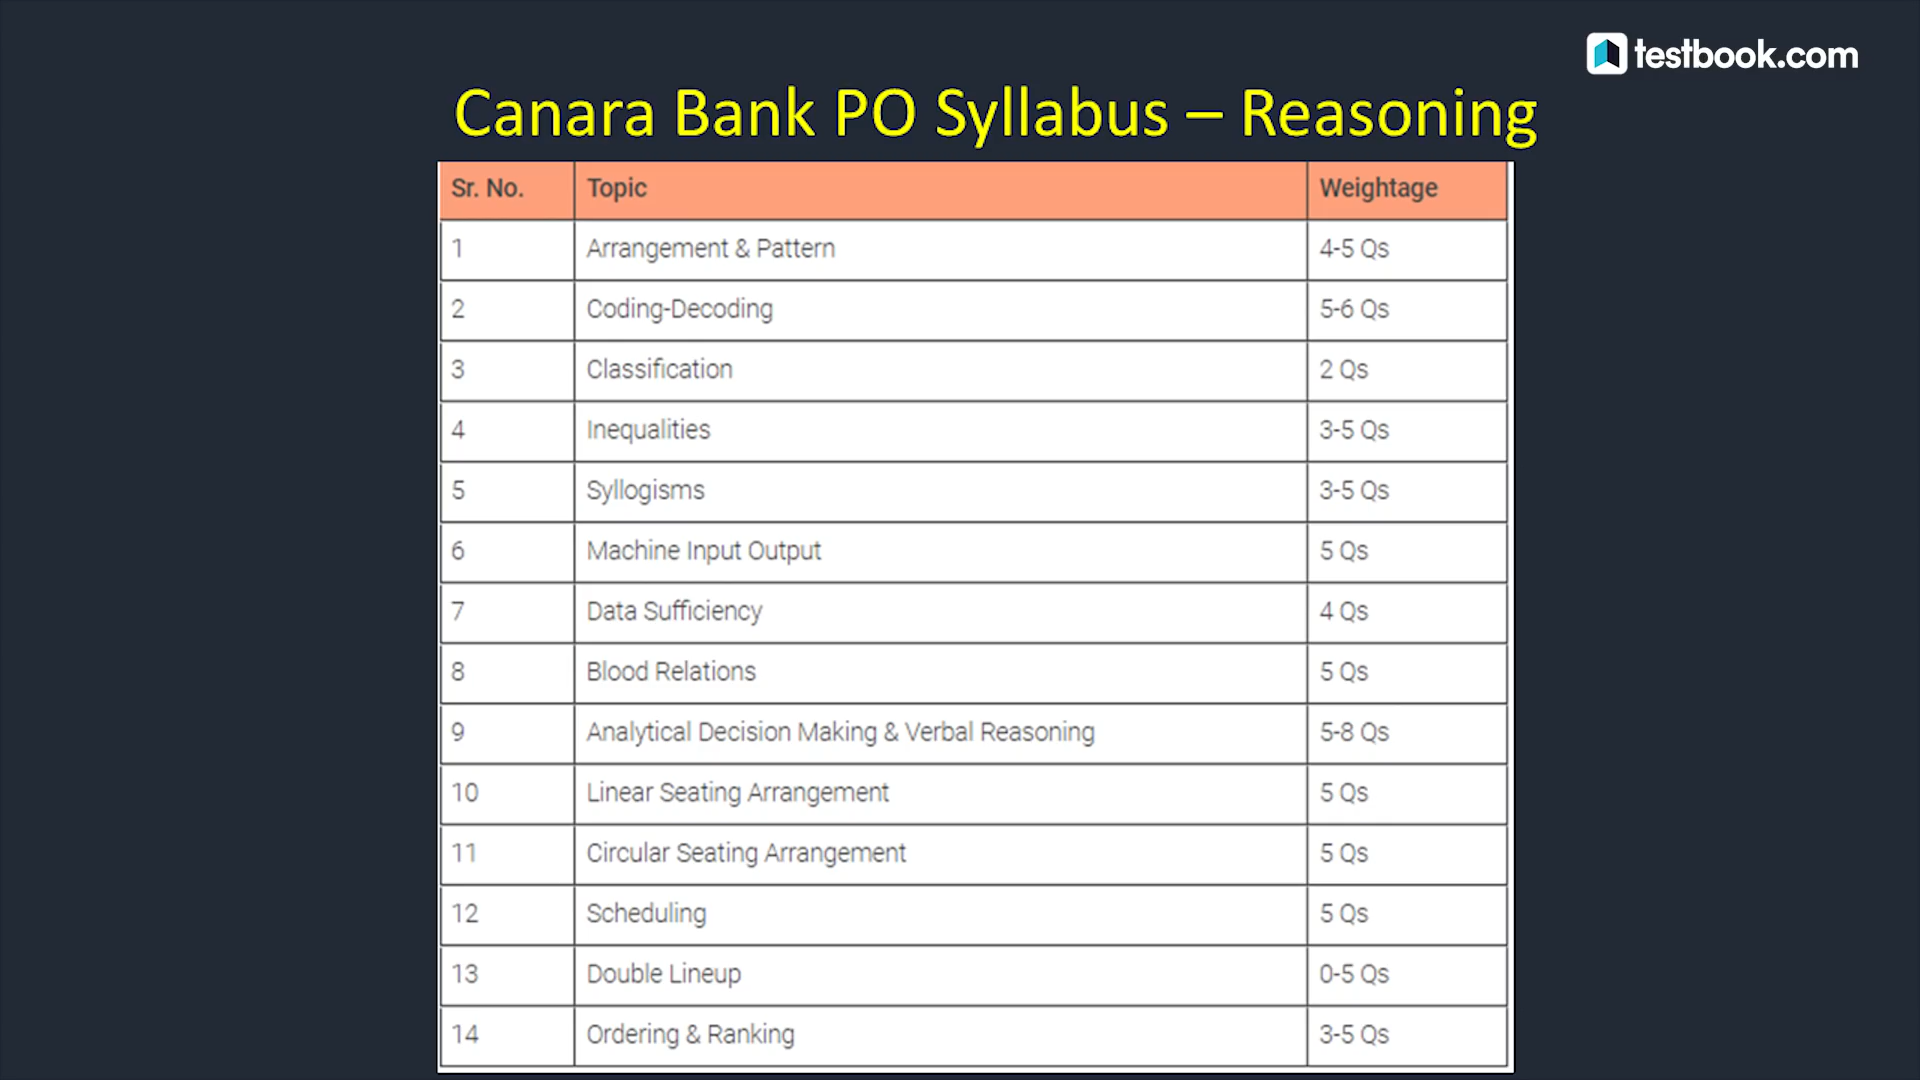 testbook.com
Canara Bank PO Syllabus – Reasoning
Sr. No. Topic Weightage
1 Arrangement & Pattern 4-5 Qs
2 Coding-Decoding 5-6 Qs
3 Classification 2 Qs
4 Inequalities 3-5 Qs
5 Syllogisms 3-5 Qs
6 Machine Input Output 5 Qs
7 Data Sufficiency 4 Qs
8 Blood Relations 5 Qs
9 Analytical Decision Making & Verbal Reasoning 5-8 Qs
10 Linear Seating Arrangement 5 Qs
11 Circular Seating Arrangement 5 Qs
12 Scheduling 5 Qs
13 Double Lineup 0-5 Qs
14 Ordering & Ranking 3-5 Qs